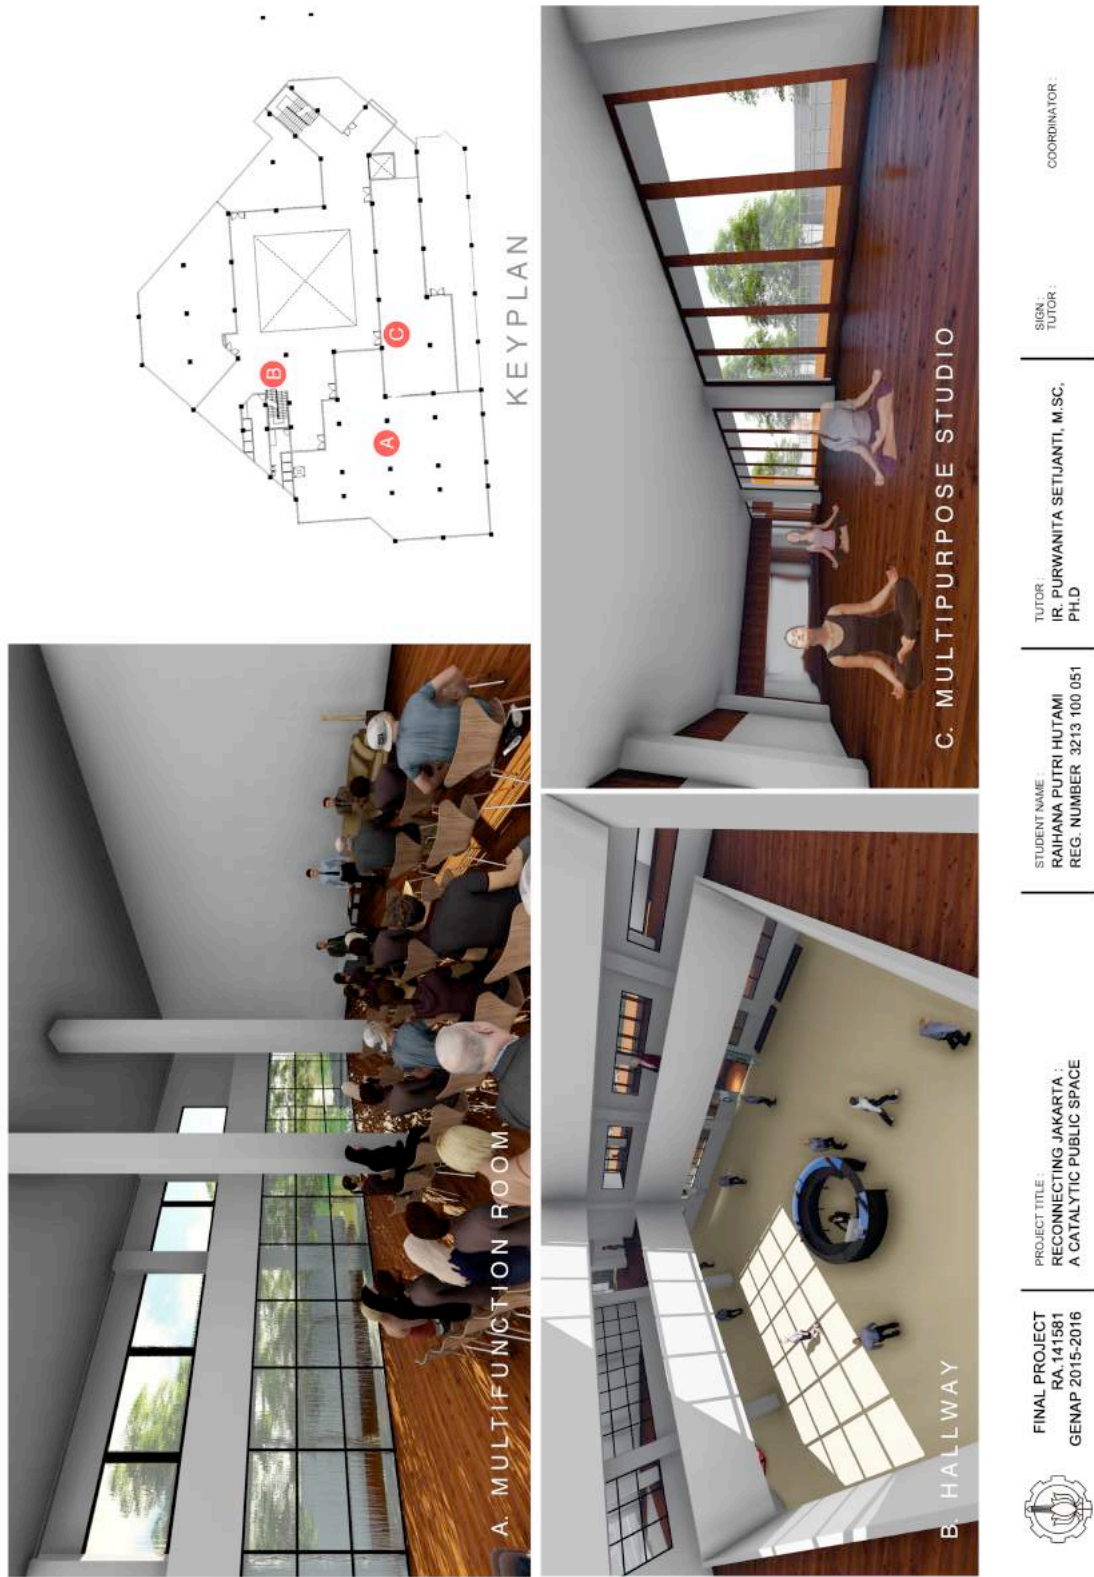 A. MULTIFUNCTION ROOM
A
B
C
KEYPLAN
B. HALLWAY
C. MULTIPURPOSE STUDIO
FINAL PROJECT
RA.141581
GENAP 2015-2016
PROJECT TITLE :
RECONNECTING JAKARTA :
A CATALYTIC PUBLIC SPACE
STUDENT NAME :
RAIHANA PUTRI HUTAMI
REG. NUMBER 3213 100 051
TUTOR :
IR. PURWANITA SETIJANTI, M.SC,
PH.D
SIGN :
TUTOR :
COORDINATOR :